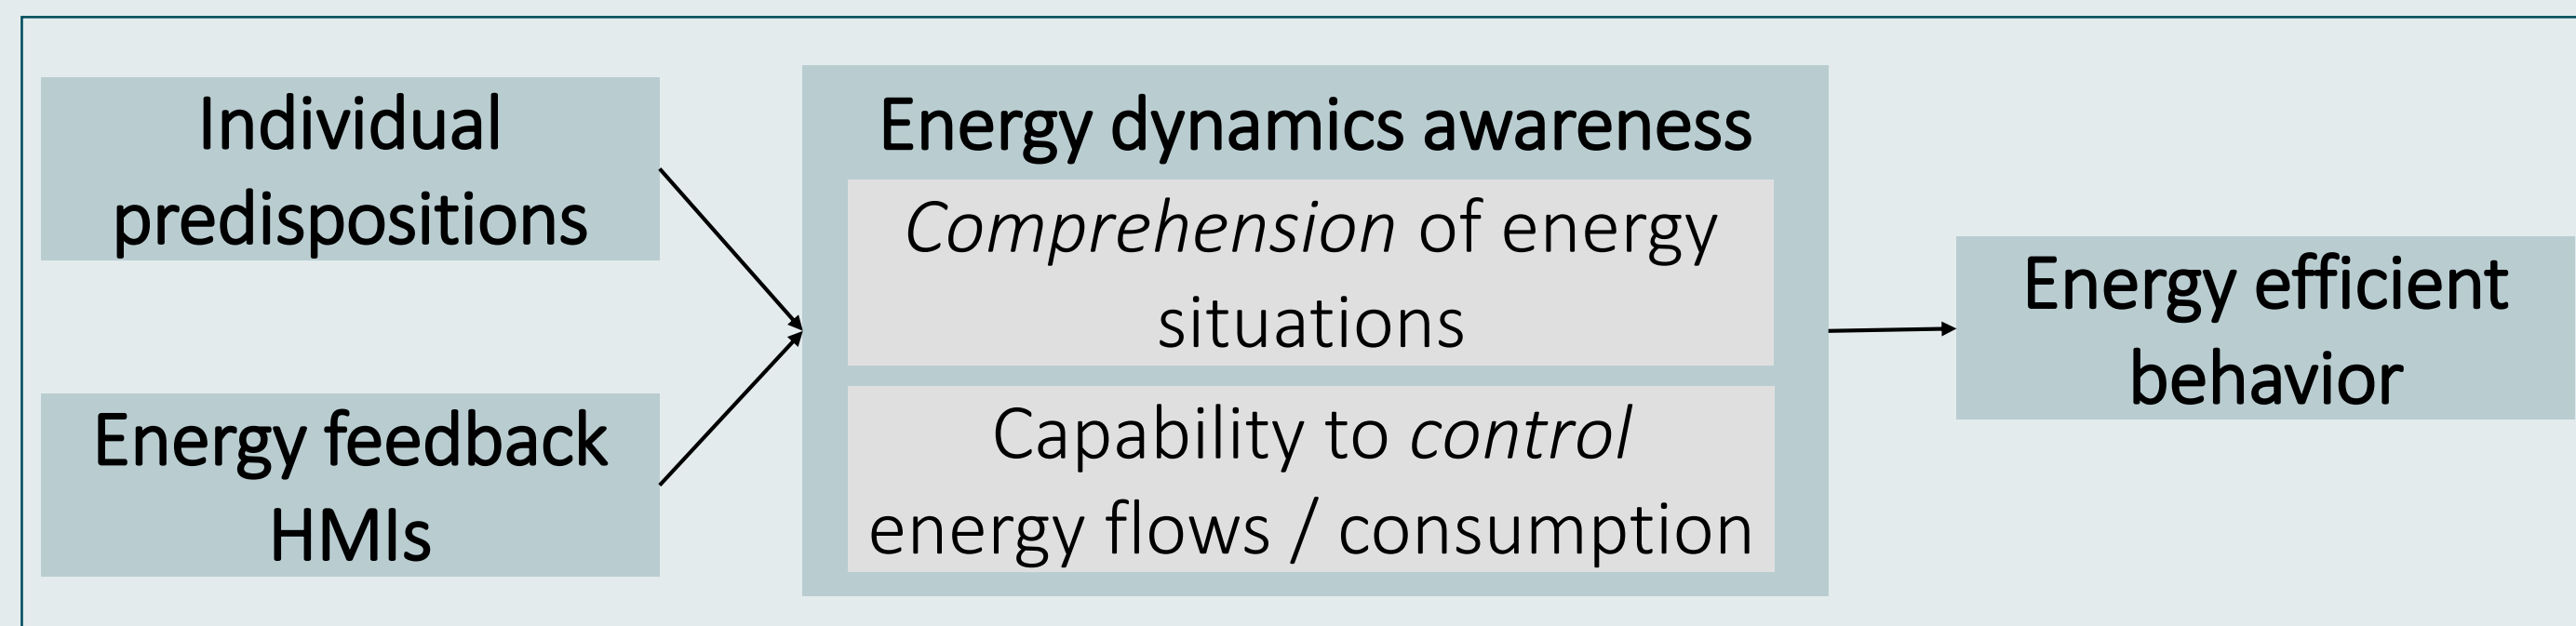 Individual
predispositions
Energy feedback
HMIs
Energy dynamics awareness
Comprehension of energy
situations
Capability to control
energy flows / consumption
Energy efficient
behavior